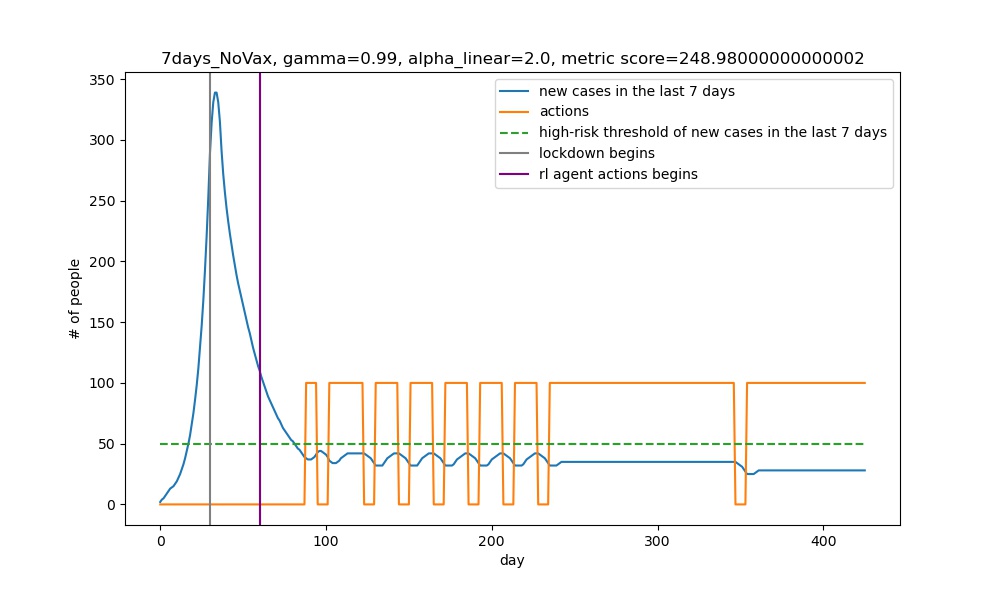 7days_NoVax, gamma=0.99, alpha_linear=2.0, metric score=248.98000000000002
new cases in the last 7 days
actions
high-risk threshold of new cases in the last 7 days
lockdown begins
rl agent actions begins
350
300
250
200
150
100
50
0
# of people
0 100 200 300 400
day